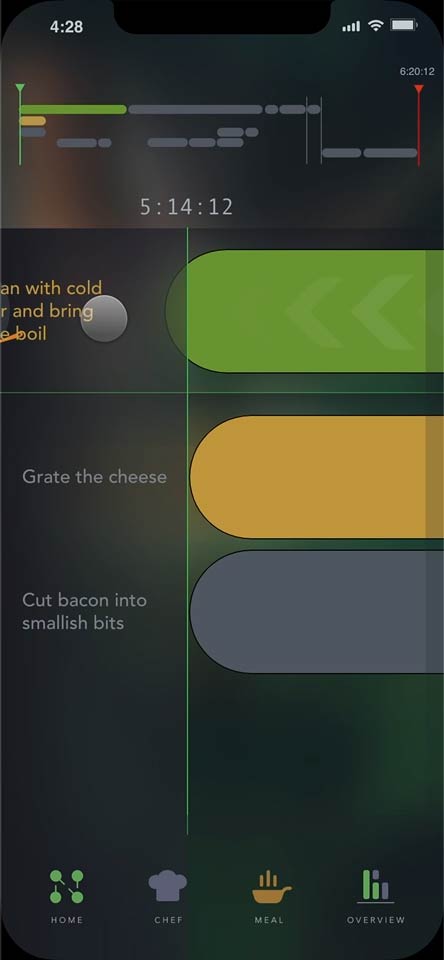 4:28
6:20:12
5:14:12
an with cold
r and bring
e boil
Grate the cheese
Cut bacon into
smallish bits
HOME CHEF MEAL OVERVIEW